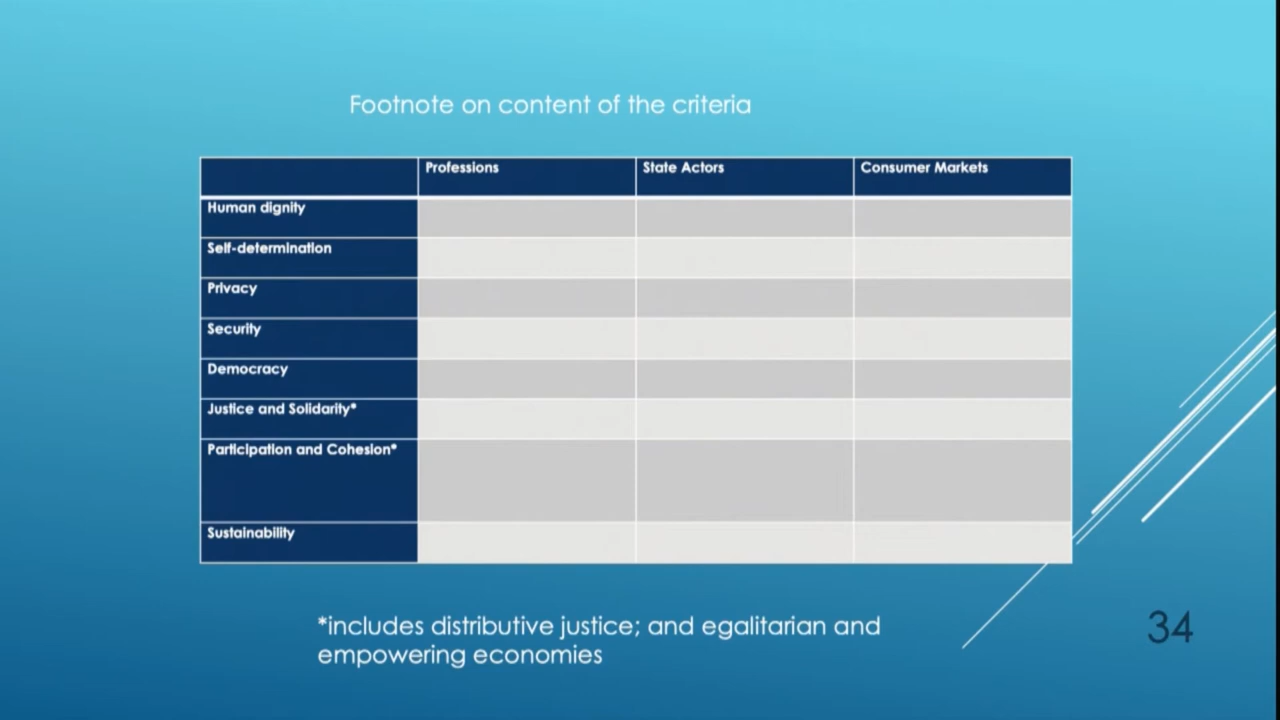 Footnote on content of the criteria
Professions State Actors Consumer Markets
Human dignity
Self-determination
Privacy
Security
Democracy
Justice and Solidarity*
Participation and Cohesion*
Sustainability
*includes distributive justice; and egalitarian and
empowering economies
34